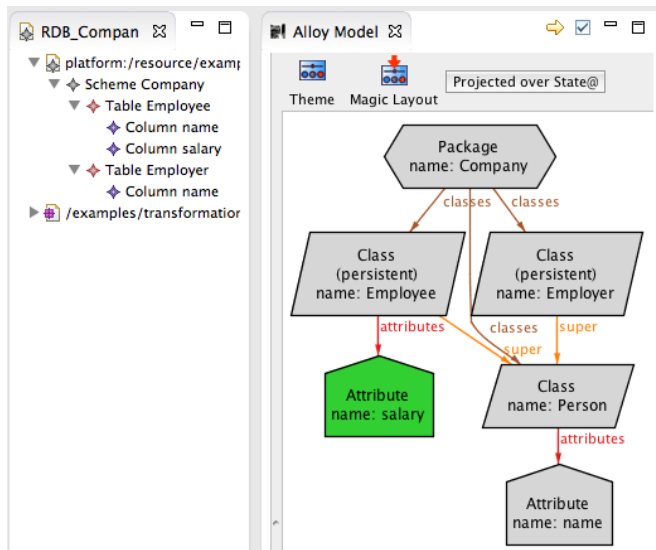 RDB_Compan
platform:/resource/examp
Scheme Company
Table Employee
Column name
Column salary
Table Employer
Column name
/examples/transformation
Alloy Model
Theme
Magic Layout
Projected over State@
Package
name: Company
classes
classes
Class
(persistent)
name: Employee
Class
(persistent)
name: Employer
attributes
classes
super
super
Attribute
name: salary
Class
name: Person
attributes
Attribute
name: name